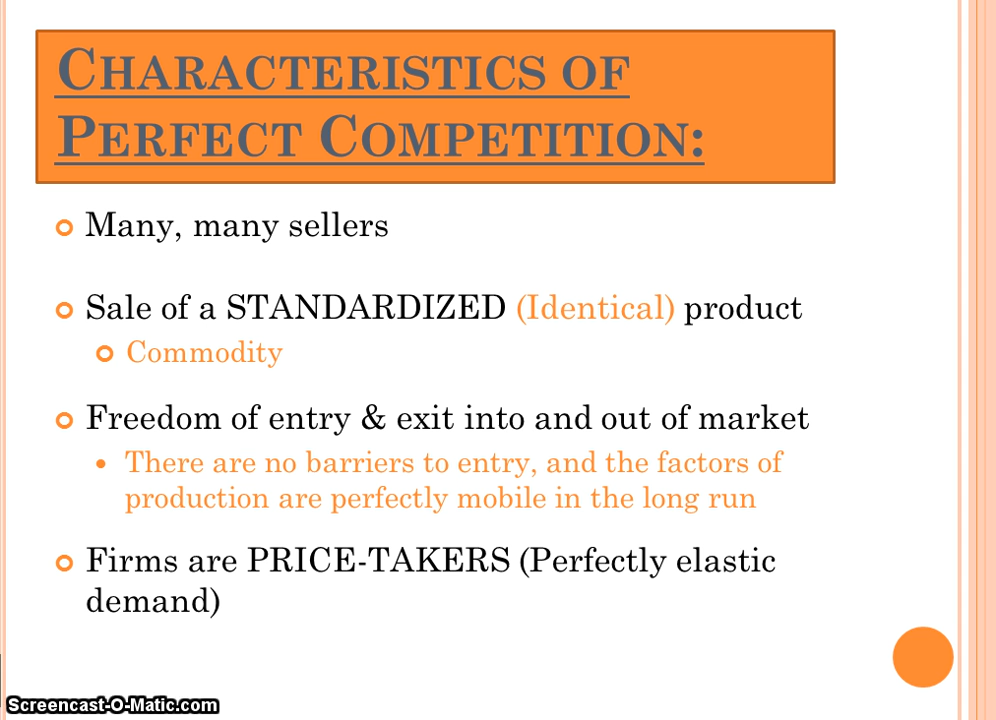 CHARACTERISTICS OF
PERFECT COMPETITION:
Many, many sellers
Sale of a STANDARDIZED (Identical) product
Commodity
Freedom of entry & exit into and out of market
There are no barriers to entry, and the factors of
production are perfectly mobile in the long run
Firms are PRICE-TAKERS (Perfectly elastic
demand)
Screencast-O-Matic.com